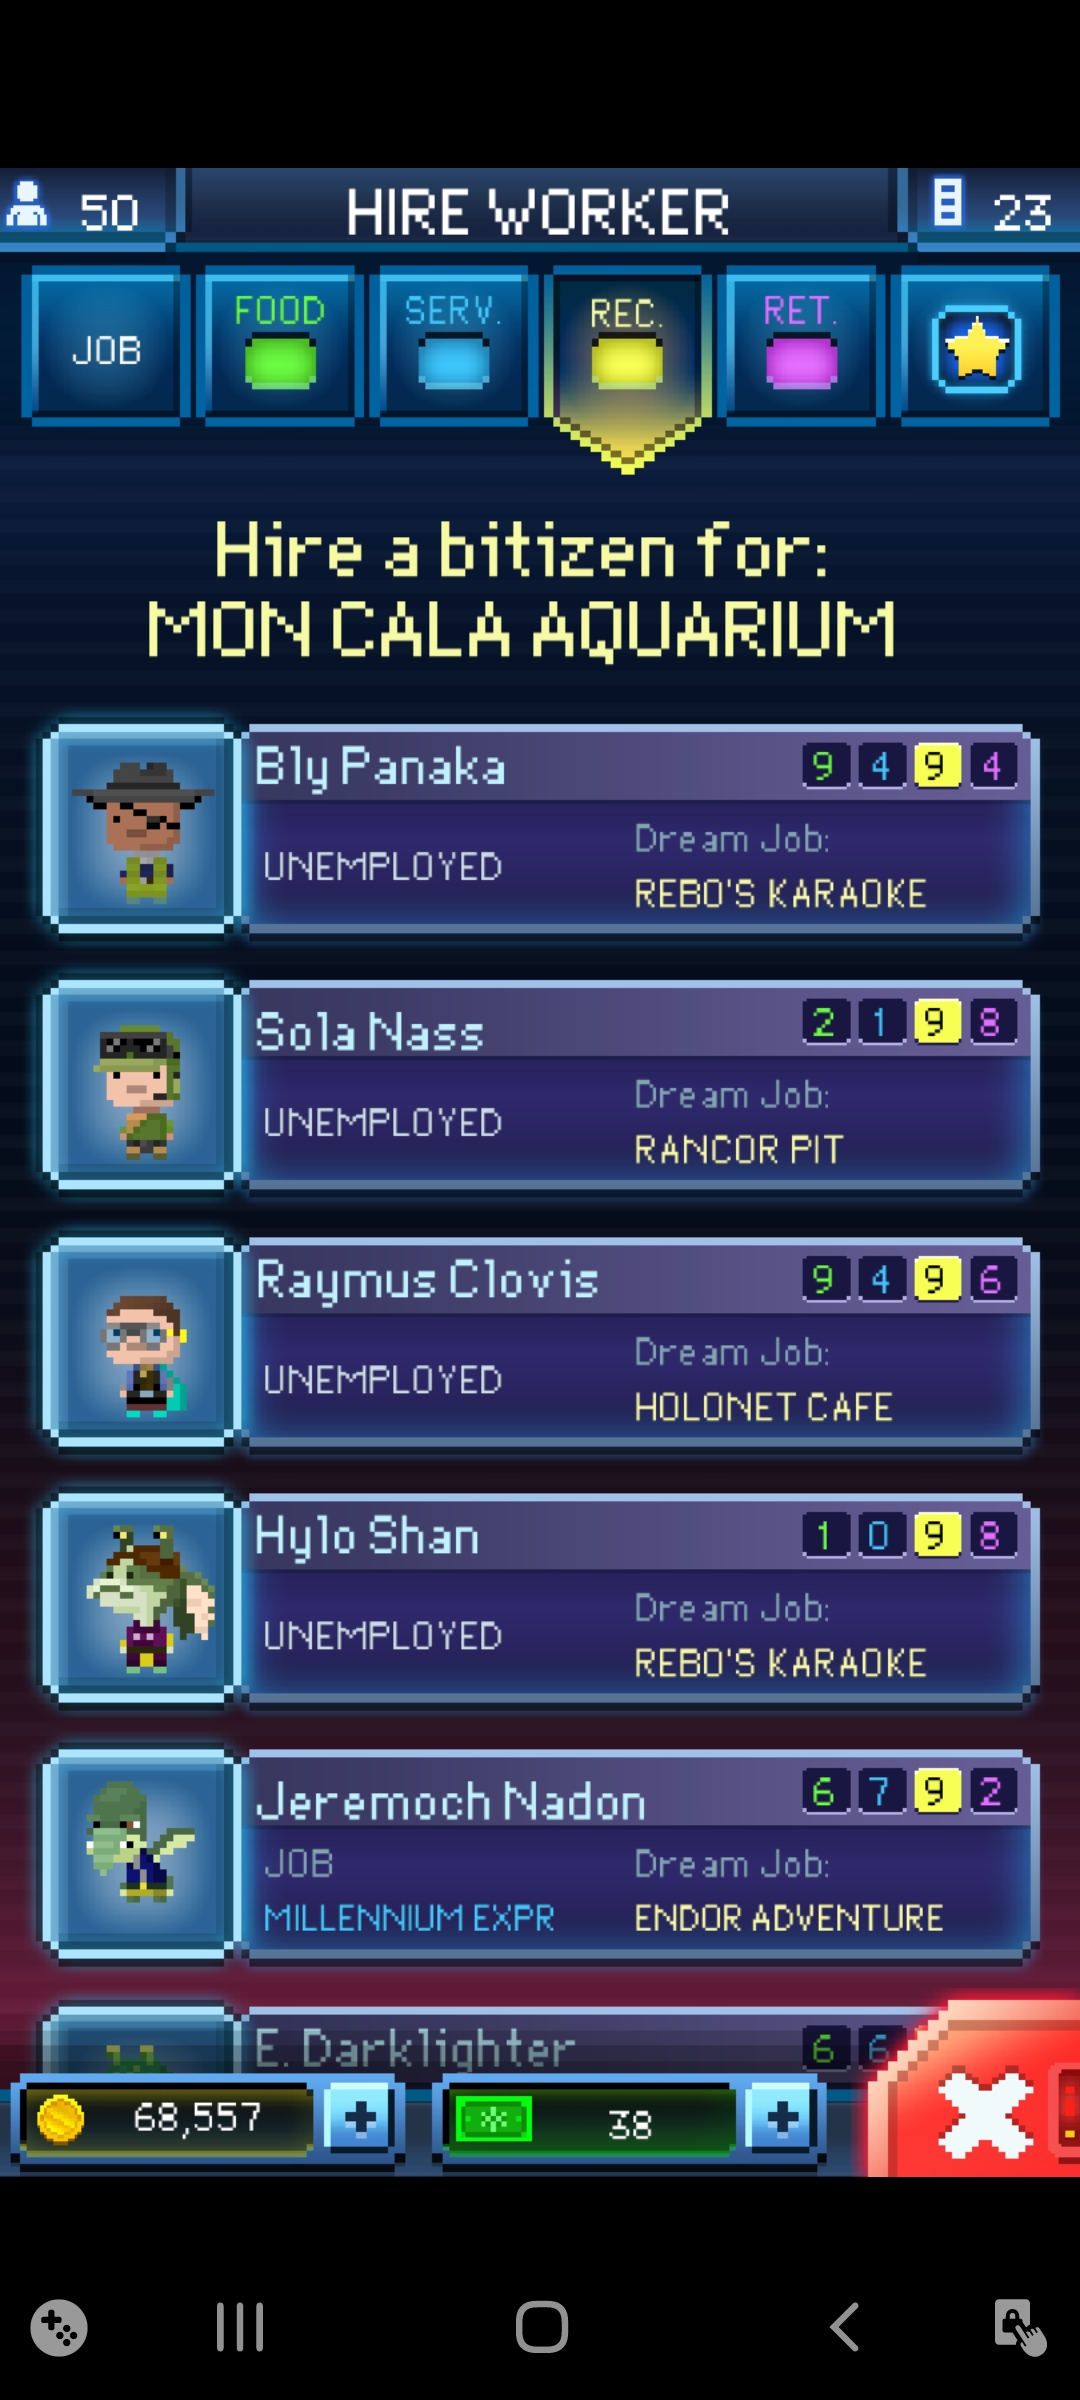 50 HIRE WORKER 23
JOB FOOD SERV. REC. RET.
Hire a bitizen for:
MON CALA AQUARIUM
Bly Panaka 9 4 9 4
UNEMPLOYED
Dream Job:
REBO'S KARAOKE
Sola Nass 2 1 9 8
UNEMPLOYED
Dream Job:
RANCOR PIT
Raymus Clovis 9 4 9 6
UNEMPLOYED
Dream Job:
HOLONET CAFE
Hylo Shan 1 0 9 8
UNEMPLOYED
Dream Job:
REBO'S KARAOKE
Jeremoch Nadon 6 7 9 2
JOB
MILLENNIUM EXPR
Dream Job:
ENDOR ADVENTURE
E. Darklighter 6 6
68,557 38